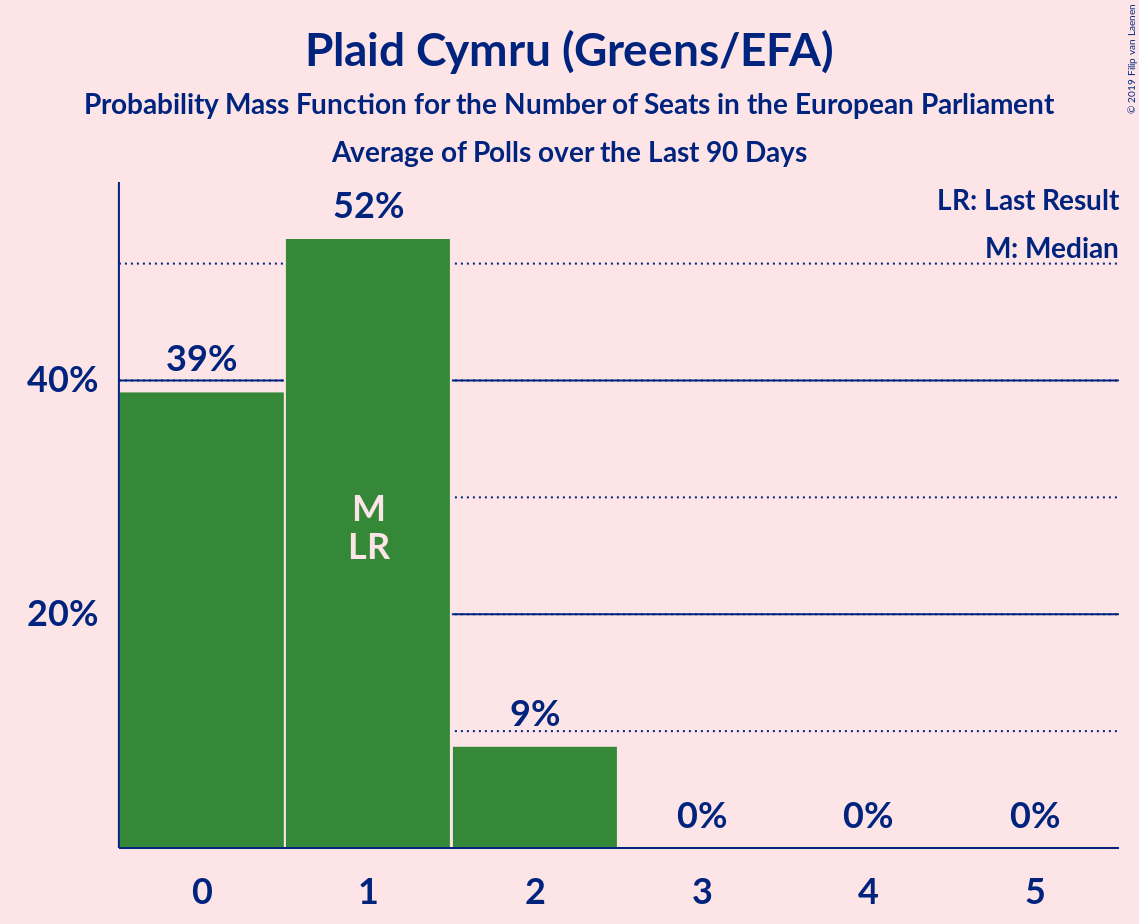 Plaid Cymru (Greens/EFA)
Probability Mass Function for the Number of Seats in the European Parliament
Average of Polls over the Last 90 Days
© 2019 Filip van Laenen
LR: Last Result
M: Median
52%
39%
40%
M
LR
20%
9%
0% 0% 0%
0 1 2 3 4 5